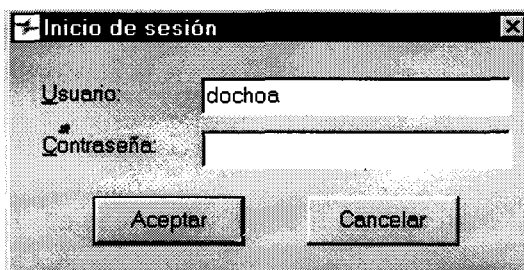 Inicio de sesión
Usuario: dochoa
Contraseña:
Aceptar Cancelar